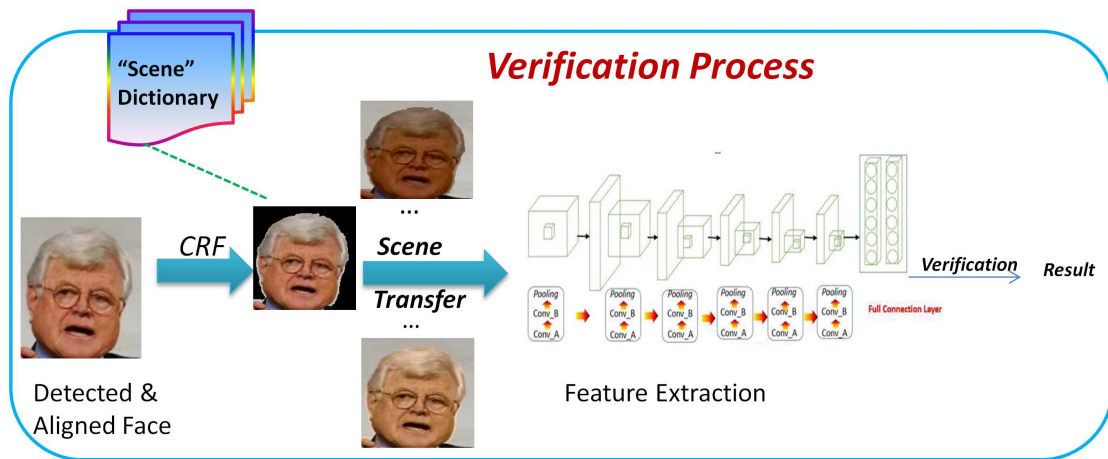 “Scene”
Dictionary
Verification Process
CRF
...
Scene
Transfer
...
Detected &
Aligned Face
Pooling
Conv_B
Conv_A
Pooling
Conv_B
Conv_A
Pooling
Conv_B
Conv_A
Pooling
Conv_B
Conv_A
Pooling
Conv_B
Conv_A
Pooling
Conv_B
Conv_A
Full Connection Layer
Feature Extraction
Verification
Result